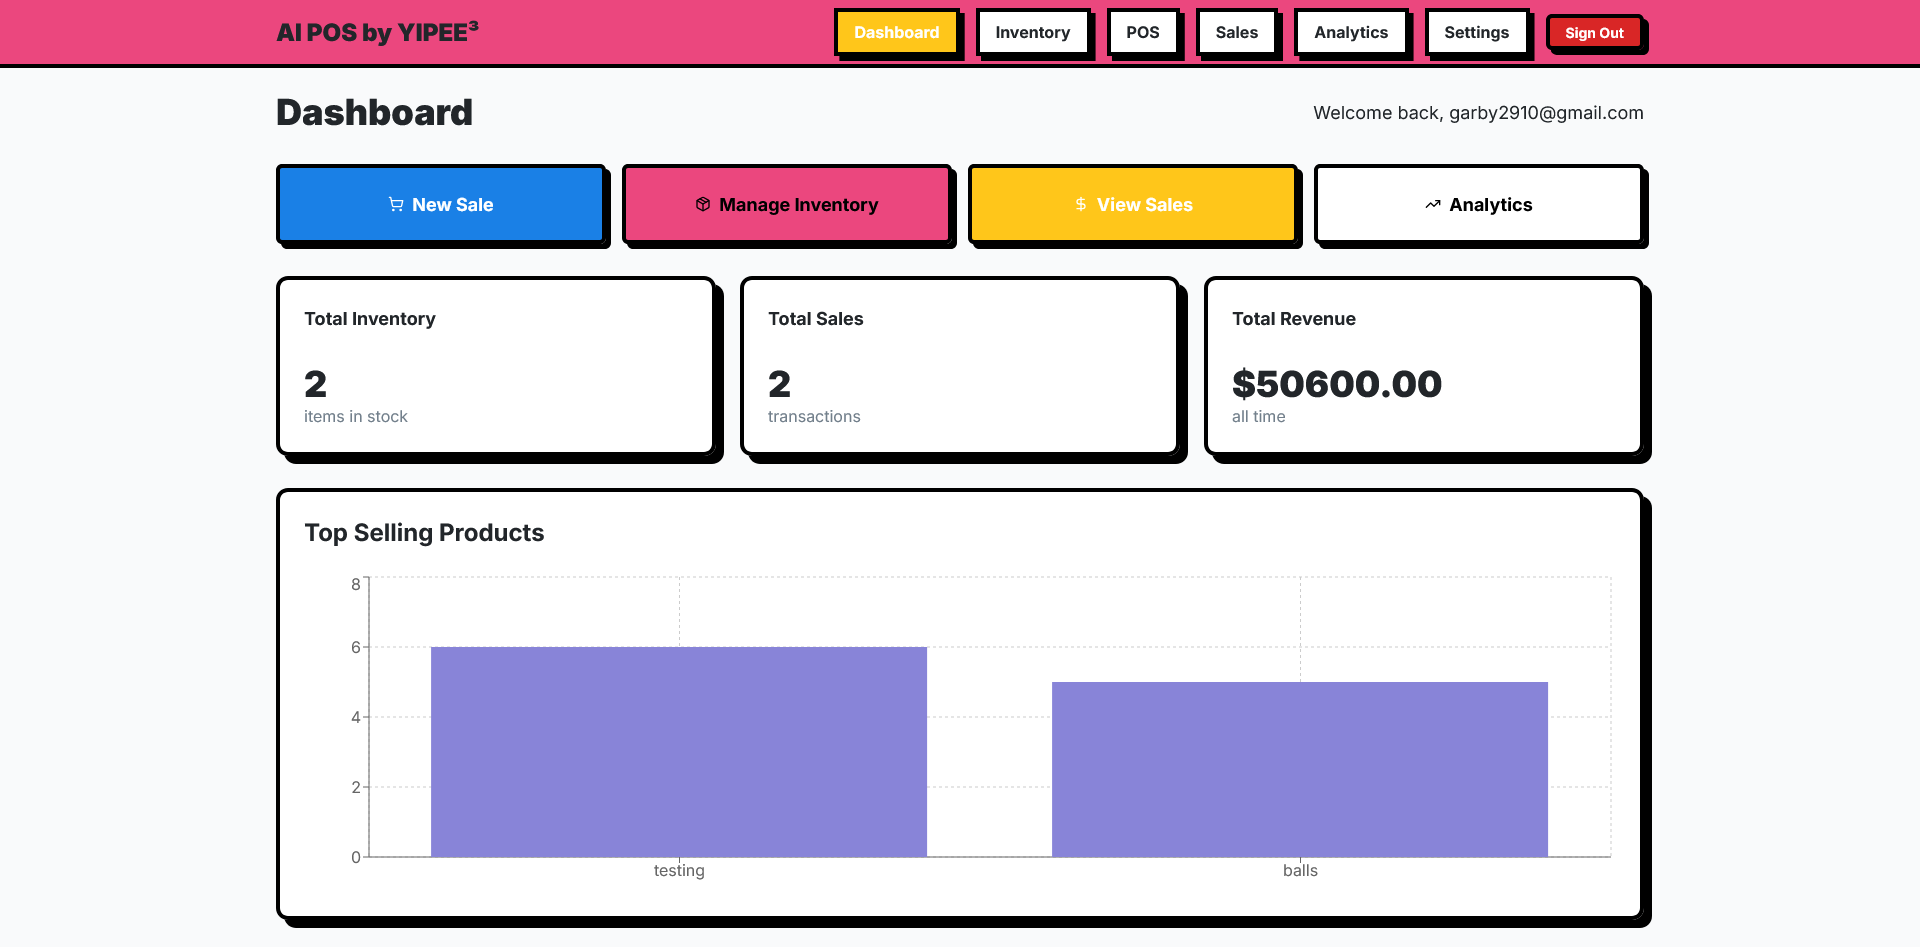 AI POS by YIPEE³
Dashboard
Inventory
POS
Sales
Analytics
Settings
Sign Out
Dashboard
Welcome back, garby2910@gmail.com
New Sale
Manage Inventory
$ View Sales
Analytics
Total Inventory
2
items in stock
Total Sales
2
transactions
Total Revenue
$50600.00
all time
Top Selling Products
8
6
4
2
0
testing
balls